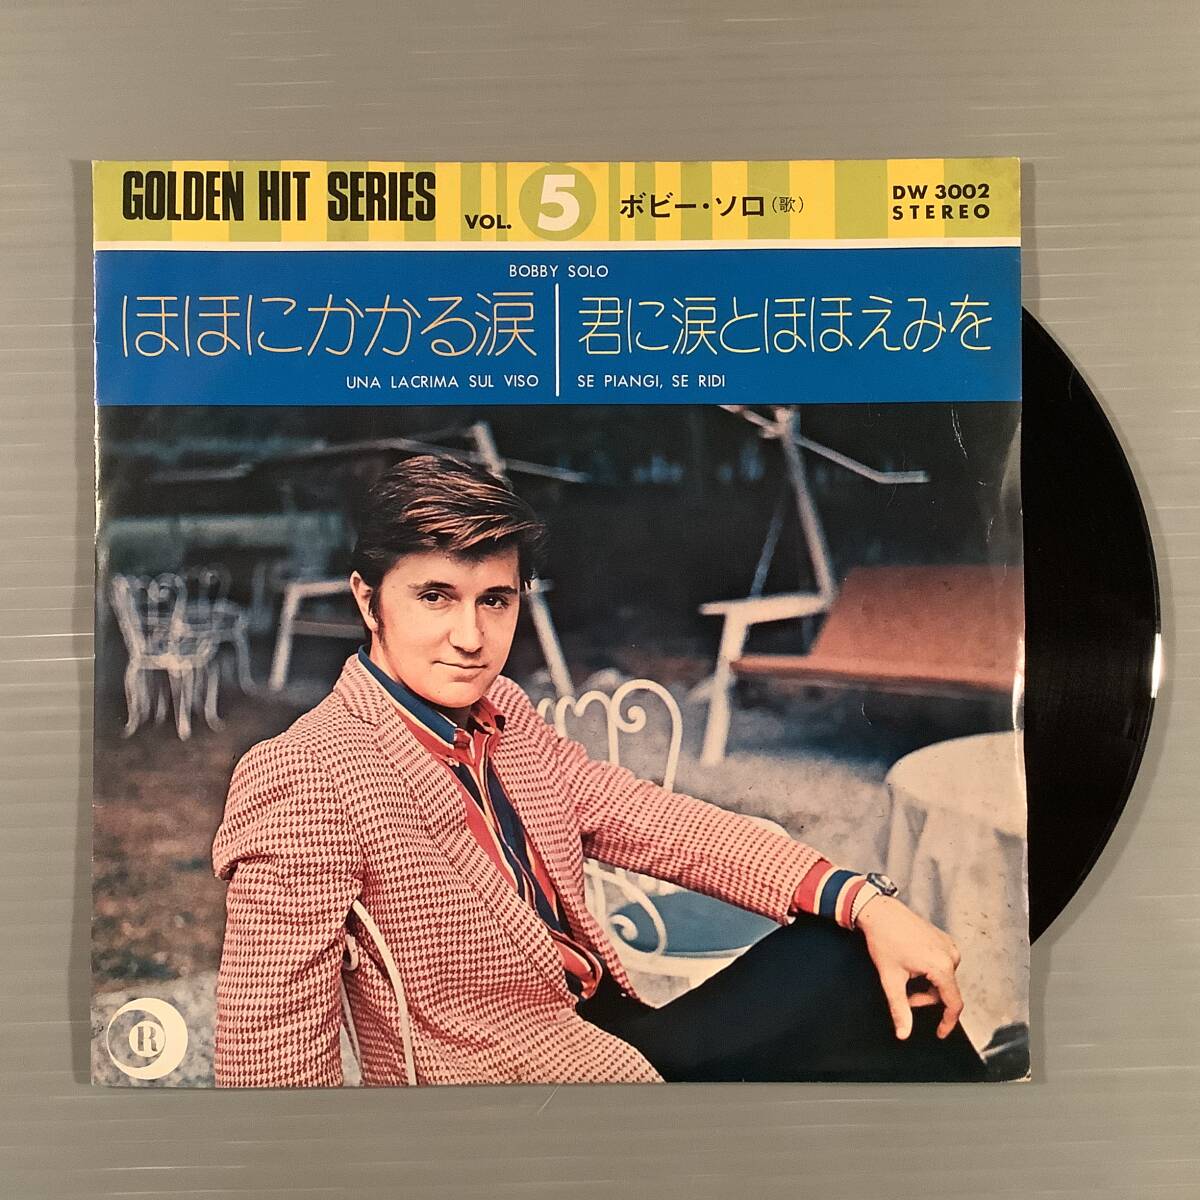 GOLDEN HIT SERIES VOL. 5 ボビー・ソロ(歌)
DW 3002
STEREO
BOBBY SOLO
ほほにかかる涙
UNA LACRIMA SUL VISO
君に涙とほほえみを
SE PIANGI, SE RIDI
R